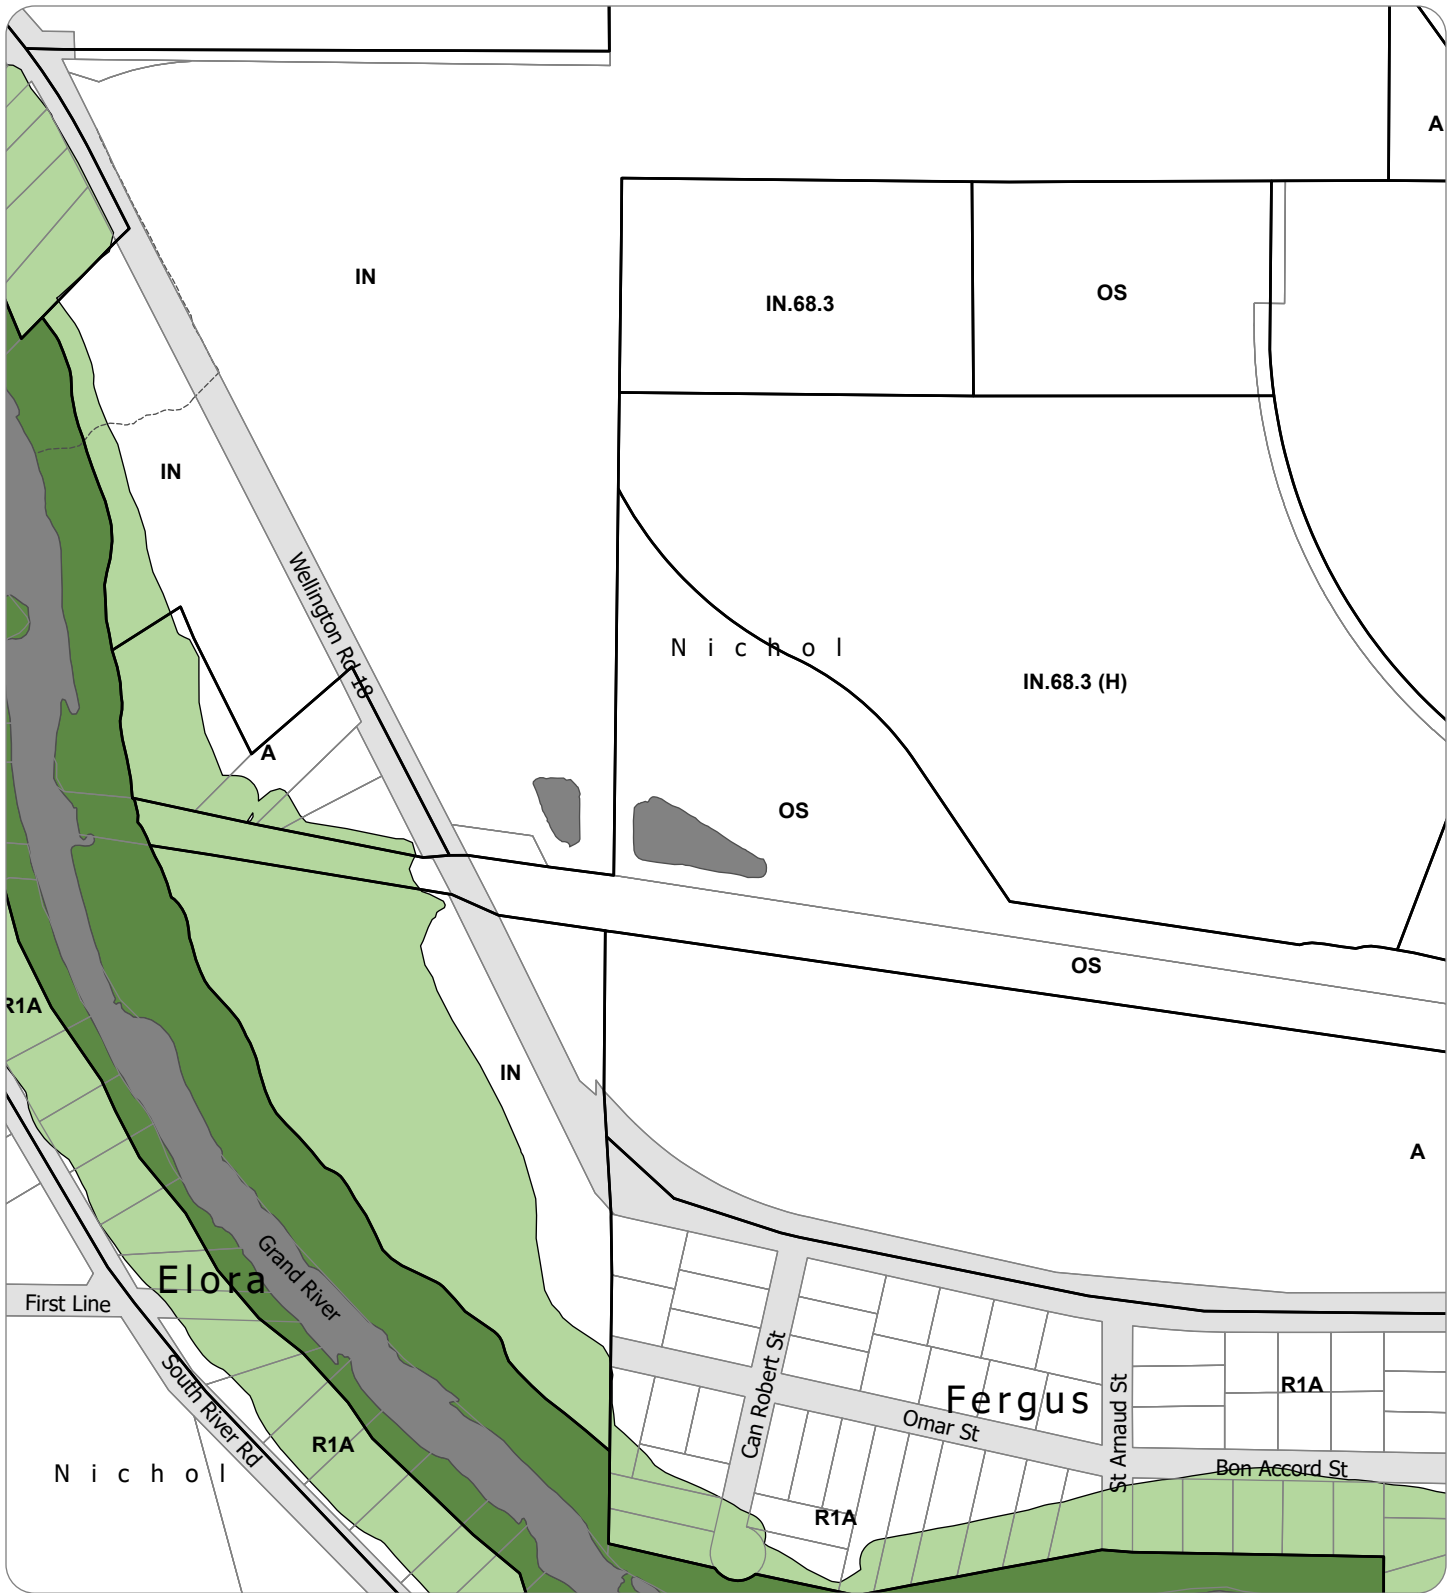 A
IN
OS
IN.68.3
IN
Wellington Rd 18
Nichol
IN.68.3 (H)
A
OS
OS
R1A
IN
A
Elora
Grand River
First Line
South River Rd
Can Robert St
Fergus
R1A
Omar St
St Arnaud St
R1A
Bon Accord St
Nichol
R1A